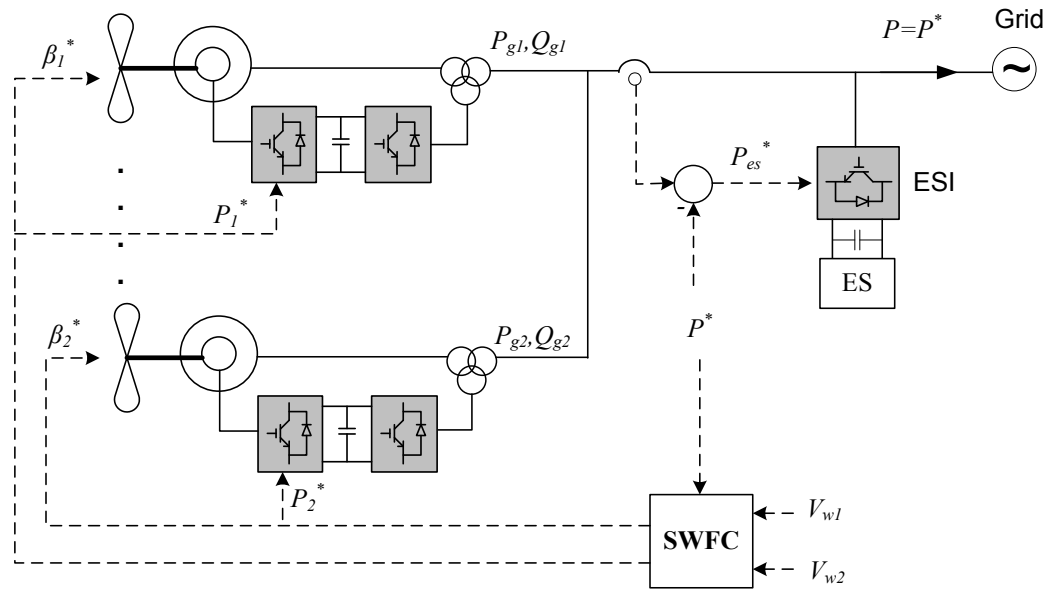 Grid
P=P*
β1*
Pg1,Qg1
~
Pes*
ESI
P1*
ES
β2*
Pg2,Qg2
P*
-
P2*
SWFC
Vw1
Vw2